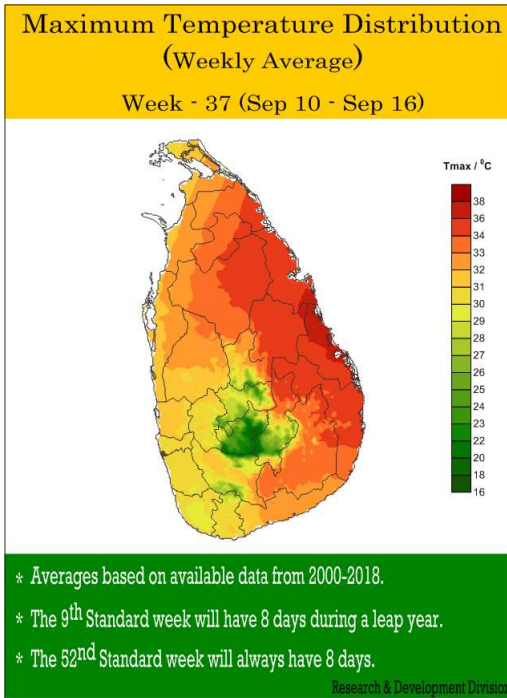 Maximum Temperature Distribution
(Weekly Average)
Week - 37 (Sep 10 - Sep 16)
Tmax / ⁰C
38
36
34
33
32
31
30
29
28
27
26
25
24
22
20
18
16
* Averages based on available data from 2000-2018.
* The 9th Standard week will have 8 days during a leap year.
* The 52nd Standard week will always have 8 days.
Research & Development Division